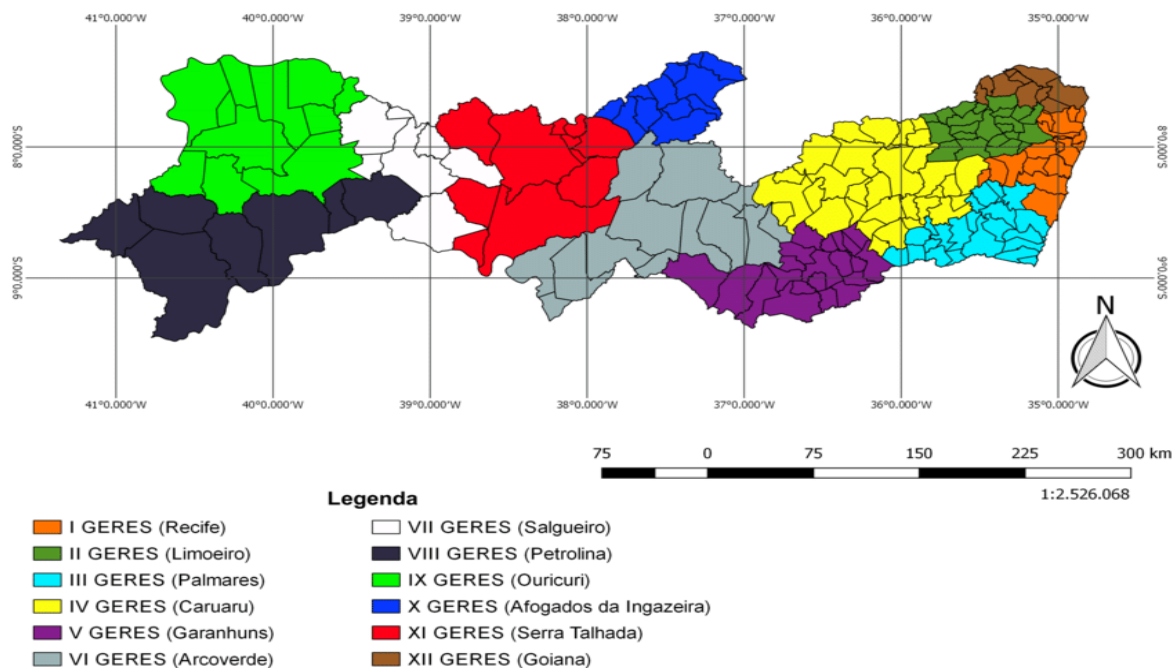 41°0.000'W 40°0.000'W 39°0.000'W 38°0.000'W 37°0.000'W 36°0.000'W 35°0.000'W
8°0.000'S 8°0.000'S
9°0.000'S 9°0.000'S
N
41°0.000'W 40°0.000'W 39°0.000'W 38°0.000'W 37°0.000'W 36°0.000'W 35°0.000'W
75 0 75 150 225 300 km
1:2.526.068
Legenda
I GERES (Recife)
II GERES (Limoeiro)
III GERES (Palmares)
IV GERES (Caruaru)
V GERES (Garanhuns)
VI GERES (Arcoverde)
VII GERES (Salgueiro)
VIII GERES (Petrolina)
IX GERES (Ouricuri)
X GERES (Afogados da Ingazeira)
XI GERES (Serra Talhada)
XII GERES (Goiana)